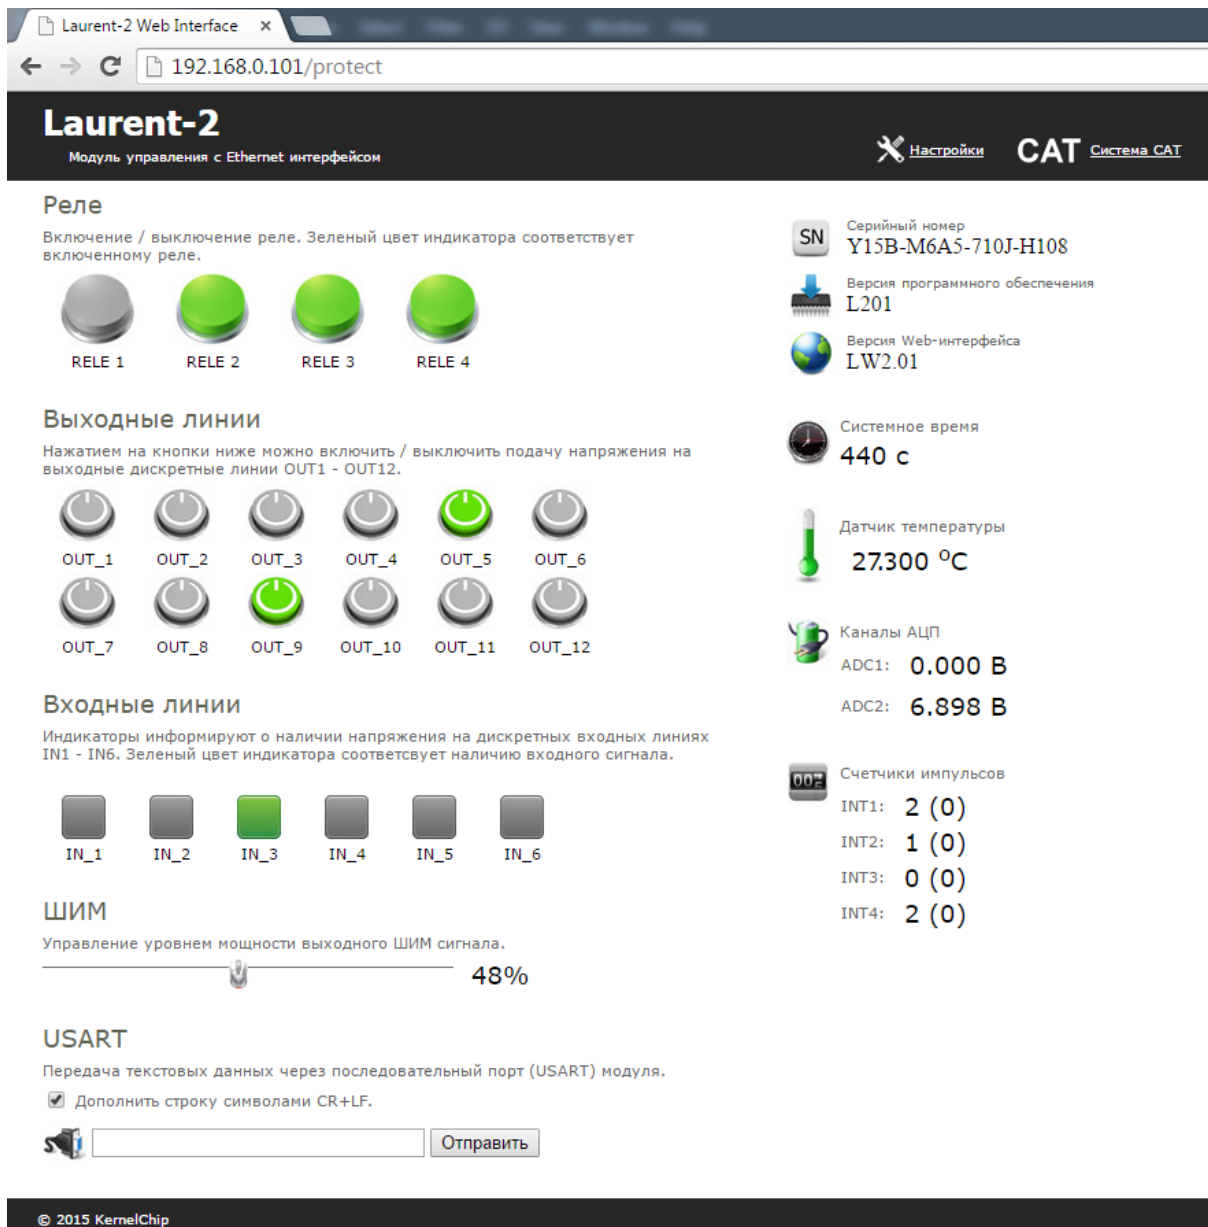 Laurent-2 Web Interface
192.168.0.101/protect
Laurent-2
Модуль управления с Ethernet интерфейсом
Настройки
CAT Система CAT
Реле
Включение / выключение реле. Зеленый цвет индикатора соответствует
включенному реле.
RELE 1 RELE 2 RELE 3 RELE 4
Выходные линии
Нажатием на кнопки ниже можно включить / выключить подачу напряжения на
выходные дискретные линии OUT1 - OUT12.
OUT_1 OUT_2 OUT_3 OUT_4 OUT_5 OUT_6
OUT_7 OUT_8 OUT_9 OUT_10 OUT_11 OUT_12
Входные линии
Индикаторы информируют о наличии напряжения на дискретных входных линиях
IN1 - IN6. Зеленый цвет индикатора соответсвует наличию входного сигнала.
IN_1 IN_2 IN_3 IN_4 IN_5 IN_6
ШИМ
Управление уровнем мощности выходного ШИМ сигнала.
48%
USART
Передача текстовых данных через последовательный порт (USART) модуля.
Дополнить строку символами CR+LF.
Отправить
SN
Серийный номер
Y15B-M6A5-710J-H108
Версия программного обеспечения
L201
Версия Web-интерфейса
LW2.01
Системное время
440 с
Датчик температуры
27.300 °C
Каналы АЦП
ADC1: 0.000 В
ADC2: 6.898 В
Счетчики импульсов
INT1: 2 (0)
INT2: 1 (0)
INT3: 0 (0)
INT4: 2 (0)
© 2015 KernelChip